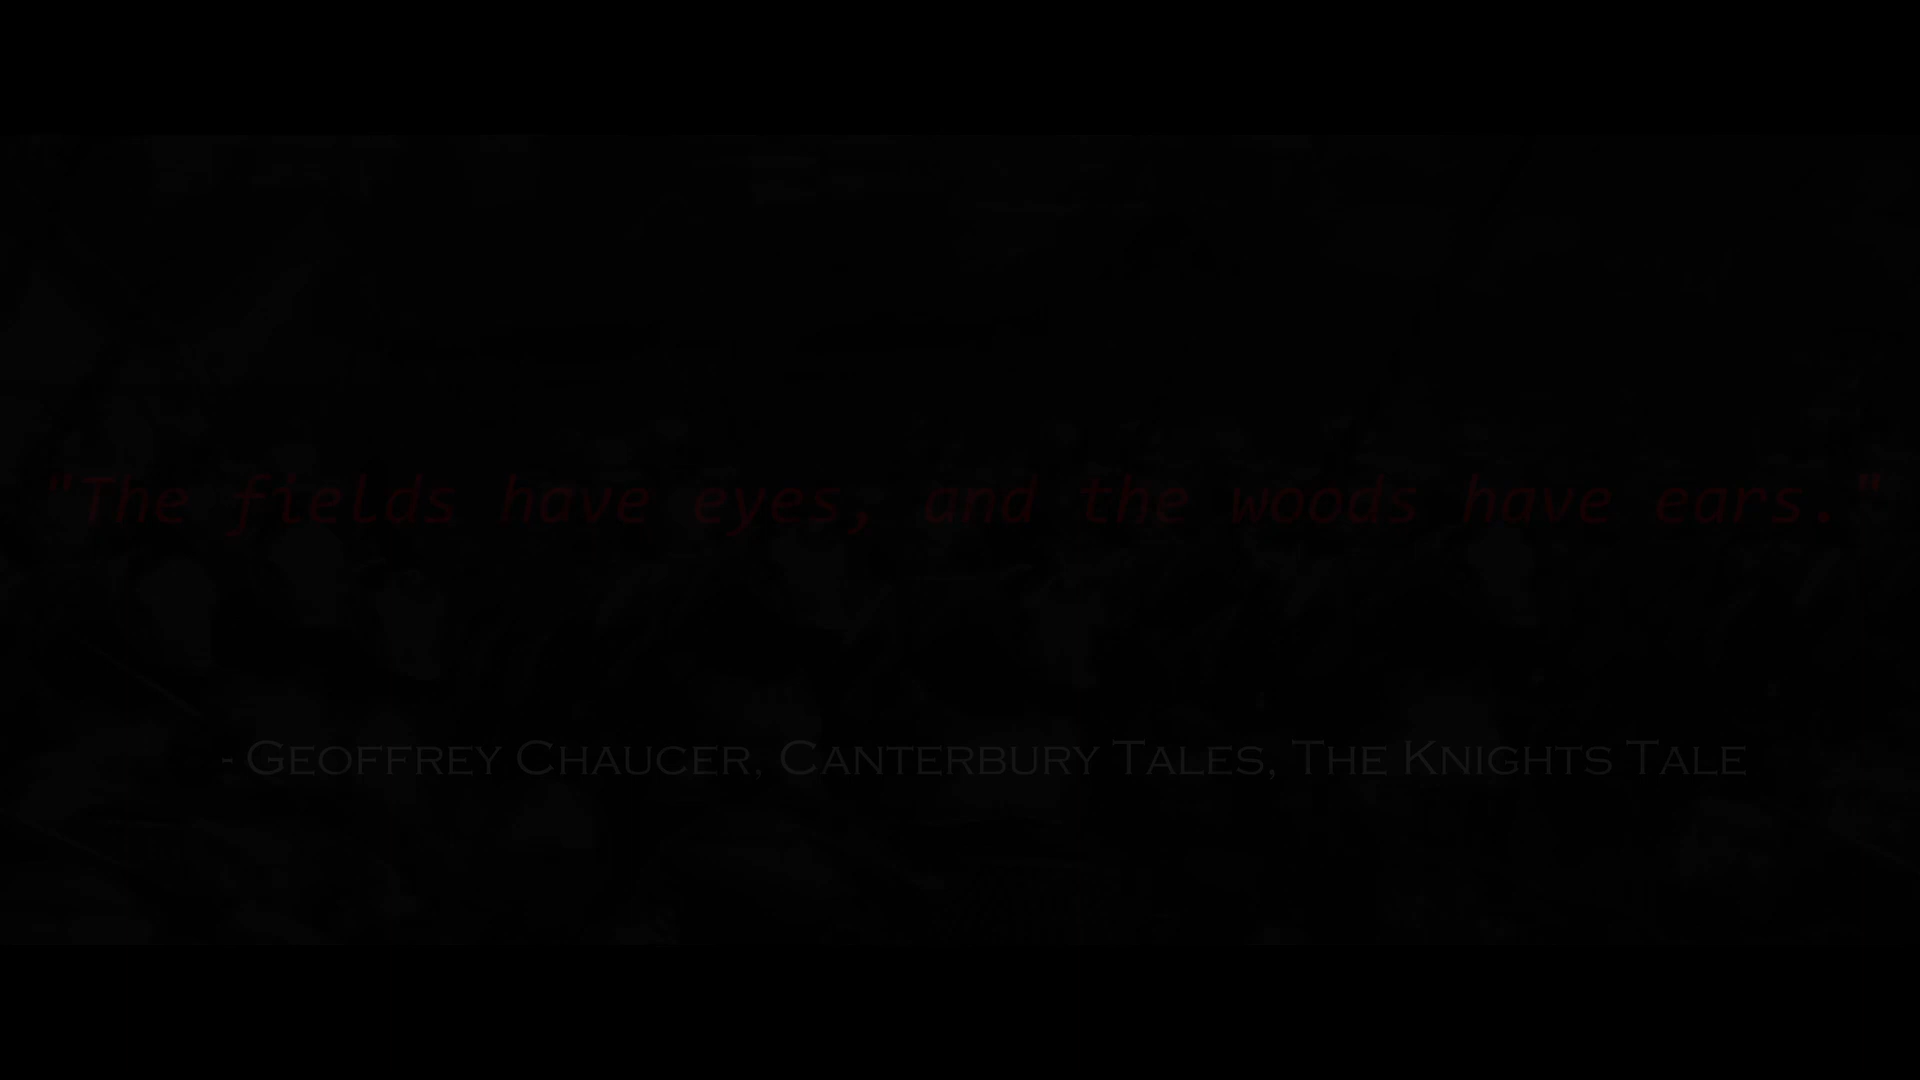 "The fields have eyes, and the woods have ears."
- Geoffrey Chaucer, Canterbury Tales, The Knights Tale